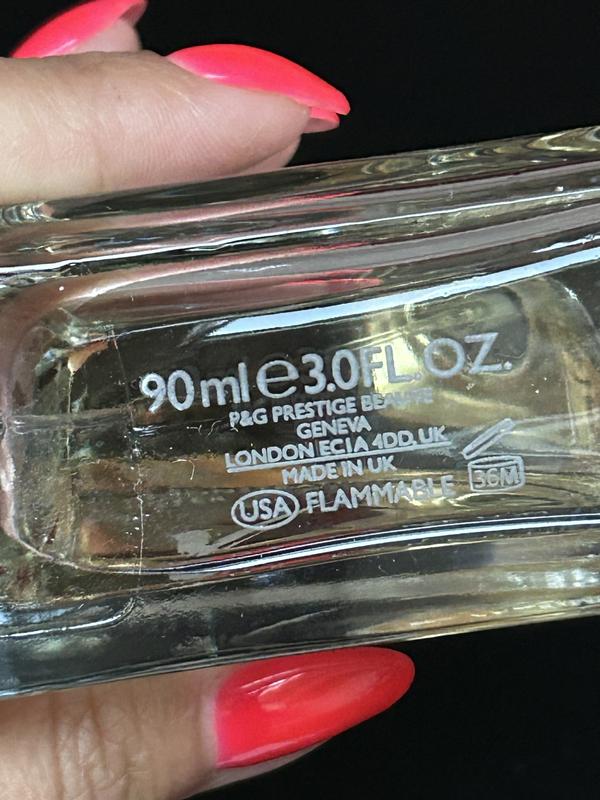 90ml e 3.0FL.OZ.
P&G PRESTIGE BEAUTE
GENEVA
LONDON EC1A 4DD, UK
MADE IN UK
USA FLAMMABLE 36M